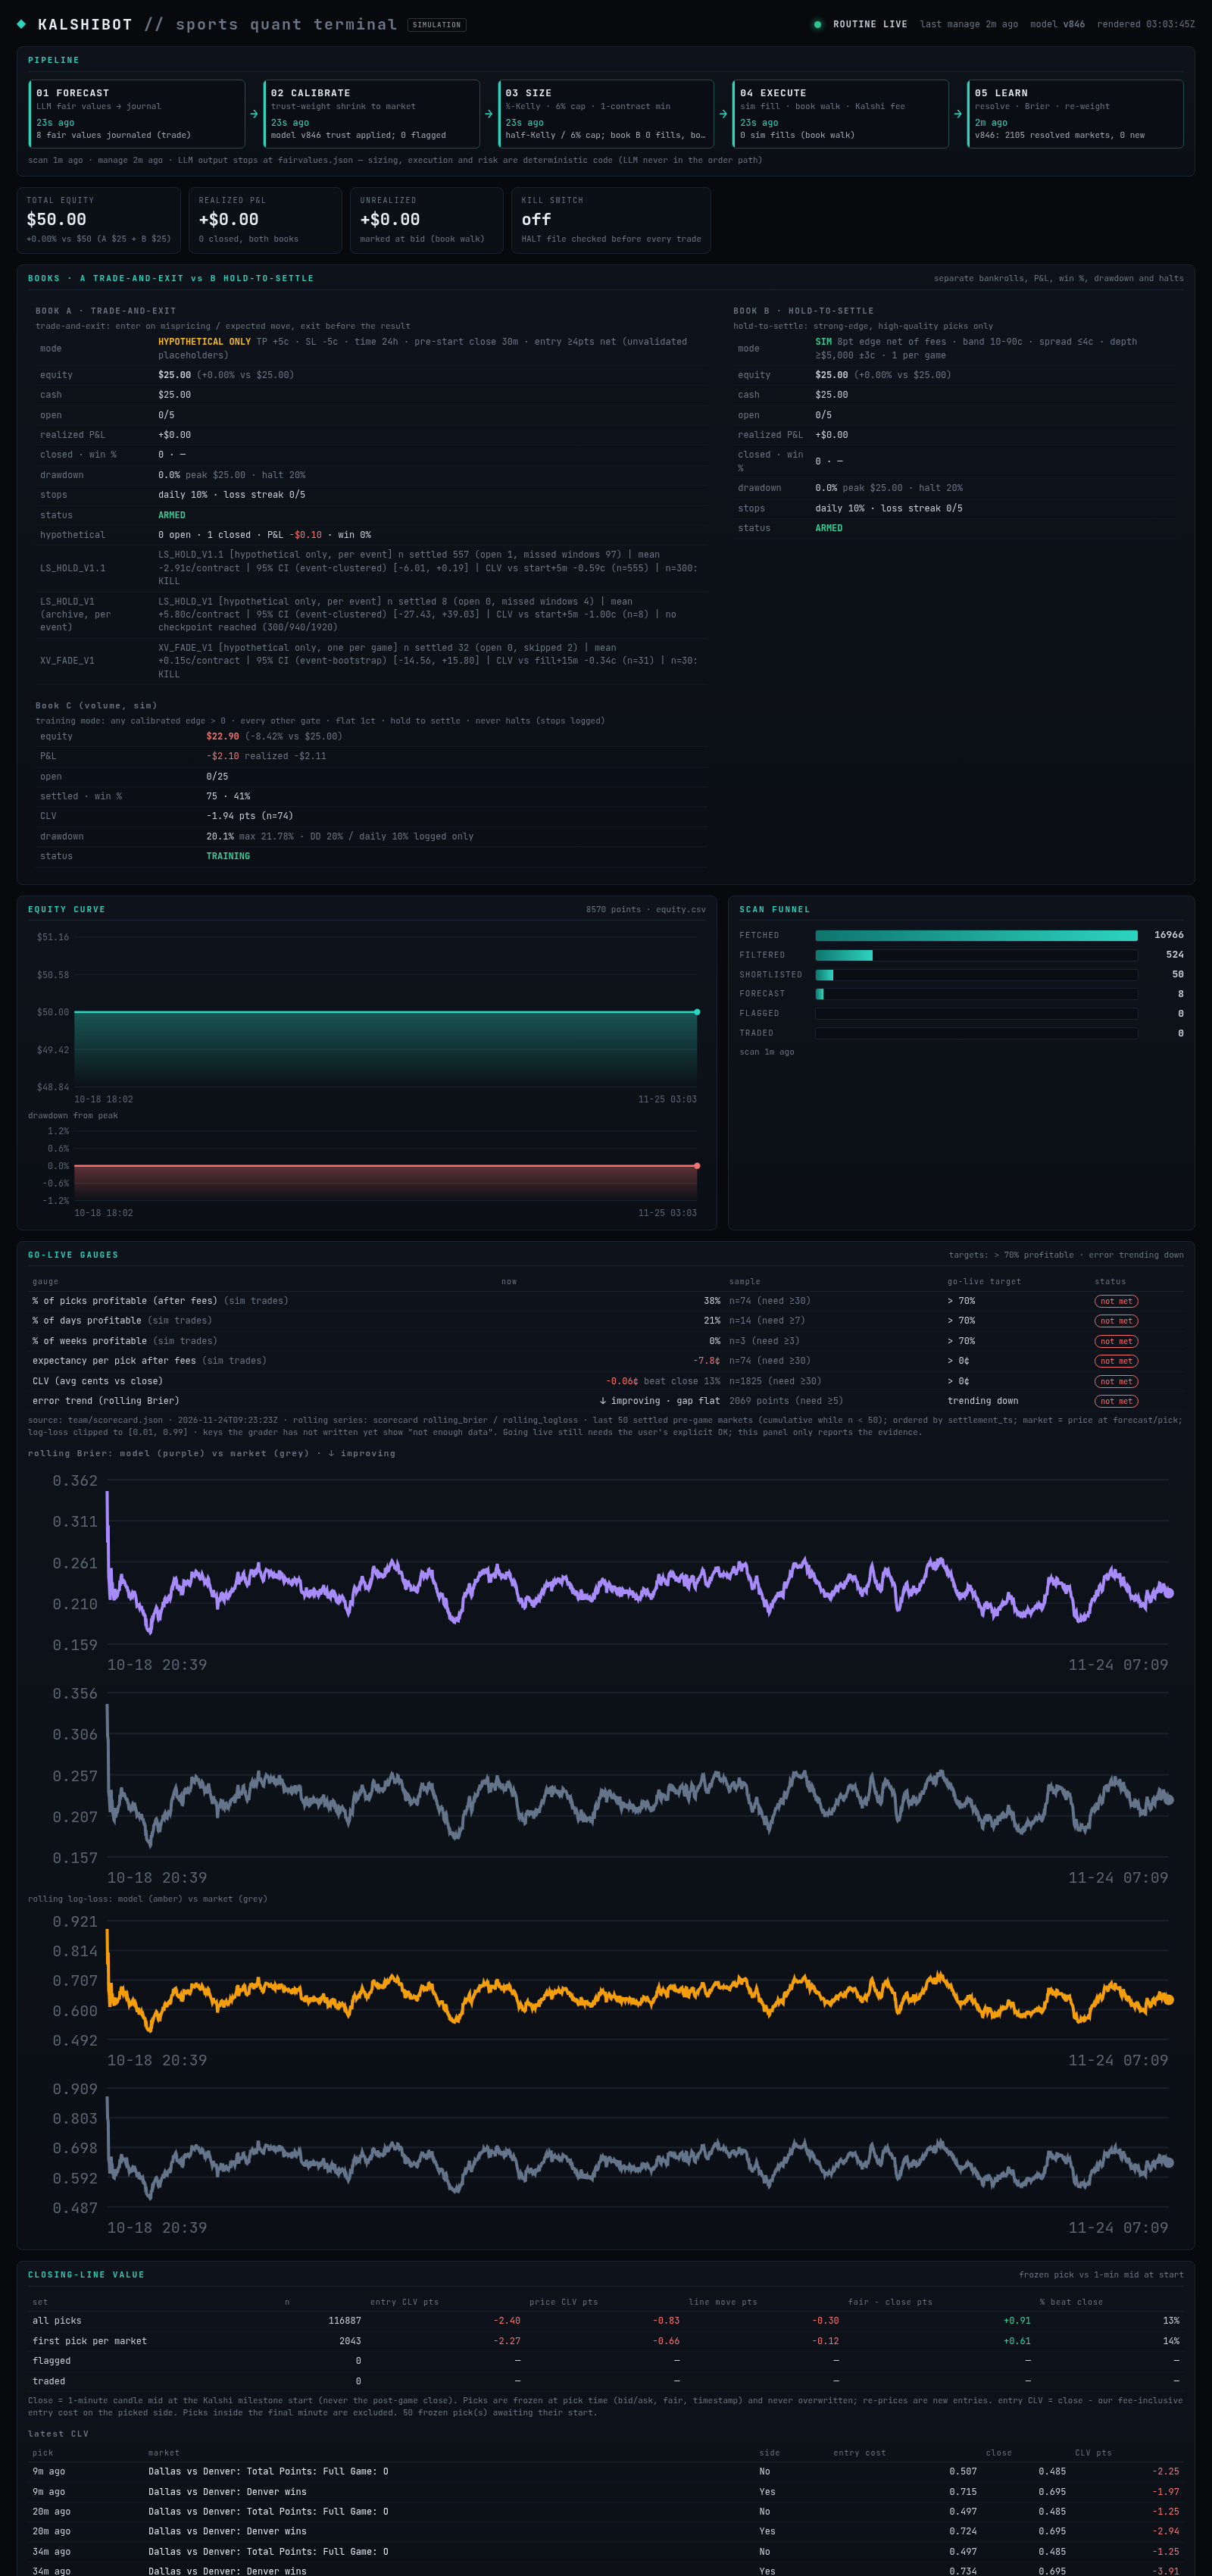 ◆ KALSHIBOT // sports quant terminal SIMULATION
ROUTINE LIVE last manage 2m ago model v846 rendered 03:03:45Z
PIPELINE
01 FORECAST
LLM fair values → journal
23s ago
8 fair values journaled (trade)
→
02 CALIBRATE
trust-weight shrink to market
23s ago
model v846 trust applied; 0 flagged
→
03 SIZE
½-Kelly · 6% cap · 1-contract min
23s ago
half-Kelly / 6% cap; book B 0 fills, bo…
→
04 EXECUTE
sim fill · book walk · Kalshi fee
23s ago
0 sim fills (book walk)
→
05 LEARN
resolve · Brier · re-weight
2m ago
v846: 2105 resolved markets, 0 new
scan 1m ago · manage 2m ago · LLM output stops at fairvalues.json — sizing, execution and risk are deterministic code (LLM never in the order path)
TOTAL EQUITY
$50.00
+0.00% vs $50 (A $25 + B $25)
REALIZED P&L
+$0.00
0 closed, both books
UNREALIZED
+$0.00
marked at bid (book walk)
KILL SWITCH
off
HALT file checked before every trade
BOOKS · A TRADE-AND-EXIT vs B HOLD-TO-SETTLE
separate bankrolls, P&L, win %, drawdown and halts
BOOK A · TRADE-AND-EXIT
trade-and-exit: enter on mispricing / expected move, exit before the result
mode HYPOTHETICAL ONLY TP +5c · SL -5c · time 24h · pre-start close 30m · entry ≥4pts net (unvalidated
placeholders)
equity $25.00 (+0.00% vs $25.00)
cash $25.00
open 0/5
realized P&L +$0.00
closed · win % 0 · —
drawdown 0.0% peak $25.00 · halt 20%
stops daily 10% · loss streak 0/5
status ARMED
hypothetical 0 open · 1 closed · P&L -$0.10 · win 0%
LS_HOLD_V1.1 LS_HOLD_V1.1 [hypothetical only, per event] n settled 557 (open 1, missed windows 97) | mean
-2.91c/contract | 95% CI (event-clustered) [-6.01, +0.19] | CLV vs start+5m -0.59c (n=555) | n=300:
KILL
LS_HOLD_V1
(archive, per
event)
LS_HOLD_V1 [hypothetical only, per event] n settled 8 (open 0, missed windows 4) | mean
+5.80c/contract | 95% CI (event-clustered) [-27.43, +39.03] | CLV vs start+5m -1.00c (n=8) | no
checkpoint reached (300/940/1920)
XV_FADE_V1 XV_FADE_V1 [hypothetical only, one per game] n settled 32 (open 0, skipped 2) | mean
+0.15c/contract | 95% CI (event-bootstrap) [-14.56, +15.80] | CLV vs fill+15m -0.34c (n=31) | n=30:
KILL
BOOK B · HOLD-TO-SETTLE
hold-to-settle: strong-edge, high-quality picks only
mode SIM 8pt edge net of fees · band 10-90c · spread ≤4c · depth
≥$5,000 ±3c · 1 per game
equity $25.00 (+0.00% vs $25.00)
cash $25.00
open 0/5
realized P&L +$0.00
closed · win
%
0 · —
drawdown 0.0% peak $25.00 · halt 20%
stops daily 10% · loss streak 0/5
status ARMED
Book C (volume, sim)
training mode: any calibrated edge > 0 · every other gate · flat 1ct · hold to settle · never halts (stops logged)
equity $22.90 (-8.42% vs $25.00)
P&L -$2.10 realized -$2.11
open 0/25
settled · win % 75 · 41%
CLV -1.94 pts (n=74)
drawdown 20.1% max 21.78% · DD 20% / daily 10% logged only
status TRAINING
EQUITY CURVE
8570 points · equity.csv
$51.16
$50.58
$50.00
$49.42
$48.84
10-18 18:02 11-25 03:03
drawdown from peak
1.2%
0.6%
0.0%
-0.6%
-1.2%
10-18 18:02 11-25 03:03
SCAN FUNNEL
FETCHED 16966
FILTERED 524
SHORTLISTED 50
FORECAST 8
FLAGGED 0
TRADED 0
scan 1m ago
GO-LIVE GAUGES
targets: > 70% profitable · error trending down
gauge now sample go-live target status
% of picks profitable (after fees) (sim trades) 38% n=74 (need ≥30) > 70% not met
% of days profitable (sim trades) 21% n=14 (need ≥7) > 70% not met
% of weeks profitable (sim trades) 0% n=3 (need ≥3) > 70% not met
expectancy per pick after fees (sim trades) -7.8¢ n=74 (need ≥30) > 0¢ not met
CLV (avg cents vs close) -0.06¢ beat close 13% n=1825 (need ≥30) > 0¢ not met
error trend (rolling Brier) ↓ improving · gap flat 2069 points (need ≥5) trending down not met
source: team/scorecard.json · 2026-11-24T09:23:23Z · rolling series: scorecard rolling_brier / rolling_logloss · last 50 settled pre-game markets (cumulative while n < 50); ordered by settlement_ts; market = price at forecast/pick;
log-loss clipped to [0.01, 0.99] · keys the grader has not written yet show "not enough data". Going live still needs the user's explicit OK; this panel only reports the evidence.
rolling Brier: model (purple) vs market (grey) · ↓ improving
0.362
0.311
0.261
0.210
0.159
10-18 20:39 11-24 07:09
0.356
0.306
0.257
0.207
0.157
10-18 20:39 11-24 07:09
rolling log-loss: model (amber) vs market (grey)
0.921
0.814
0.707
0.600
0.492
10-18 20:39 11-24 07:09
0.909
0.803
0.698
0.592
0.487
10-18 20:39 11-24 07:09
CLOSING-LINE VALUE
frozen pick vs 1-min mid at start
set n entry CLV pts price CLV pts line move pts fair - close pts % beat close
all picks 116887 -2.40 -0.83 -0.30 +0.91 13%
first pick per market 2043 -2.27 -0.66 -0.12 +0.61 14%
flagged 0 — — — — —
traded 0 — — — — —
Close = 1-minute candle mid at the Kalshi milestone start (never the post-game close). Picks are frozen at pick time (bid/ask, fair, timestamp) and never overwritten; re-prices are new entries. entry CLV = close - our fee-inclusive
entry cost on the picked side. Picks inside the final minute are excluded. 50 frozen pick(s) awaiting their start.
latest CLV
pick market side entry cost close CLV pts
9m ago Dallas vs Denver: Total Points: Full Game: O No 0.507 0.485 -2.25
9m ago Dallas vs Denver: Denver wins Yes 0.715 0.695 -1.97
20m ago Dallas vs Denver: Total Points: Full Game: O No 0.497 0.485 -1.25
20m ago Dallas vs Denver: Denver wins Yes 0.724 0.695 -2.94
34m ago Dallas vs Denver: Total Points: Full Game: O No 0.497 0.485 -1.25
34m ago Dallas vs Denver: Denver wins Yes 0.734 0.695 -3.91